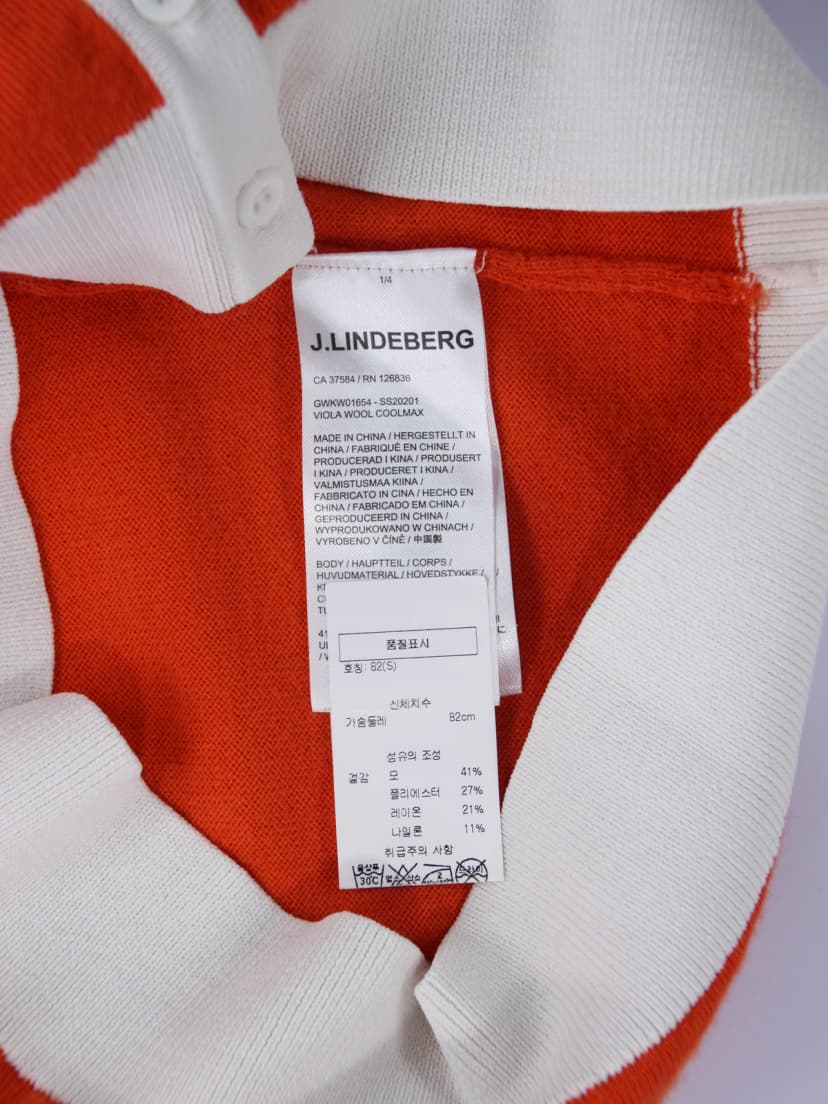 1/4
J.LINDEBERG
CA 37584 / RN 126836
GWKW01654 - SS20201
VIOLA WOOL COOLMAX
MADE IN CHINA / HERGESTELLT IN
CHINA / FABRIQUÉ EN CHINE /
PRODUCERAD I KINA / PRODUSERT
I KINA / PRODUCERET I KINA /
VALMISTUSMAA KIINA /
FABBRICATO IN CINA / HECHO EN
CHINA / FABRICADO EM CHINA /
GEPRODUCEERD IN CHINA /
WYPRODUKOWANO W CHINACH /
VYROBENO V ČÍNĚ / 中国製
BODY / HAUPTTEIL / CORPS /
HUVUDMATERIAL / HOVEDSTYKKE /
품질표시
호칭: 82(S)
신체치수
가슴둘레 82cm
섬유의 조성
겉감 모 41%
폴리에스터 27%
레이온 21%
나일론 11%
취급주의 사항
30℃
2